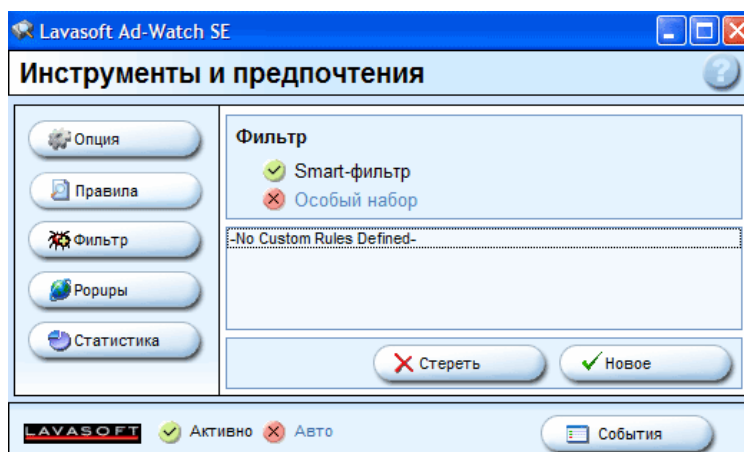 Lavasoft Ad-Watch SE
Инструменты и предпочтения
?
Опция
Правила
Фильтр
Popupы
Статистика
Фильтр
Smart-фильтр
Особый набор
-No Custom Rules Defined-
Стереть
Новое
LAVASOFT
Активно
Авто
События